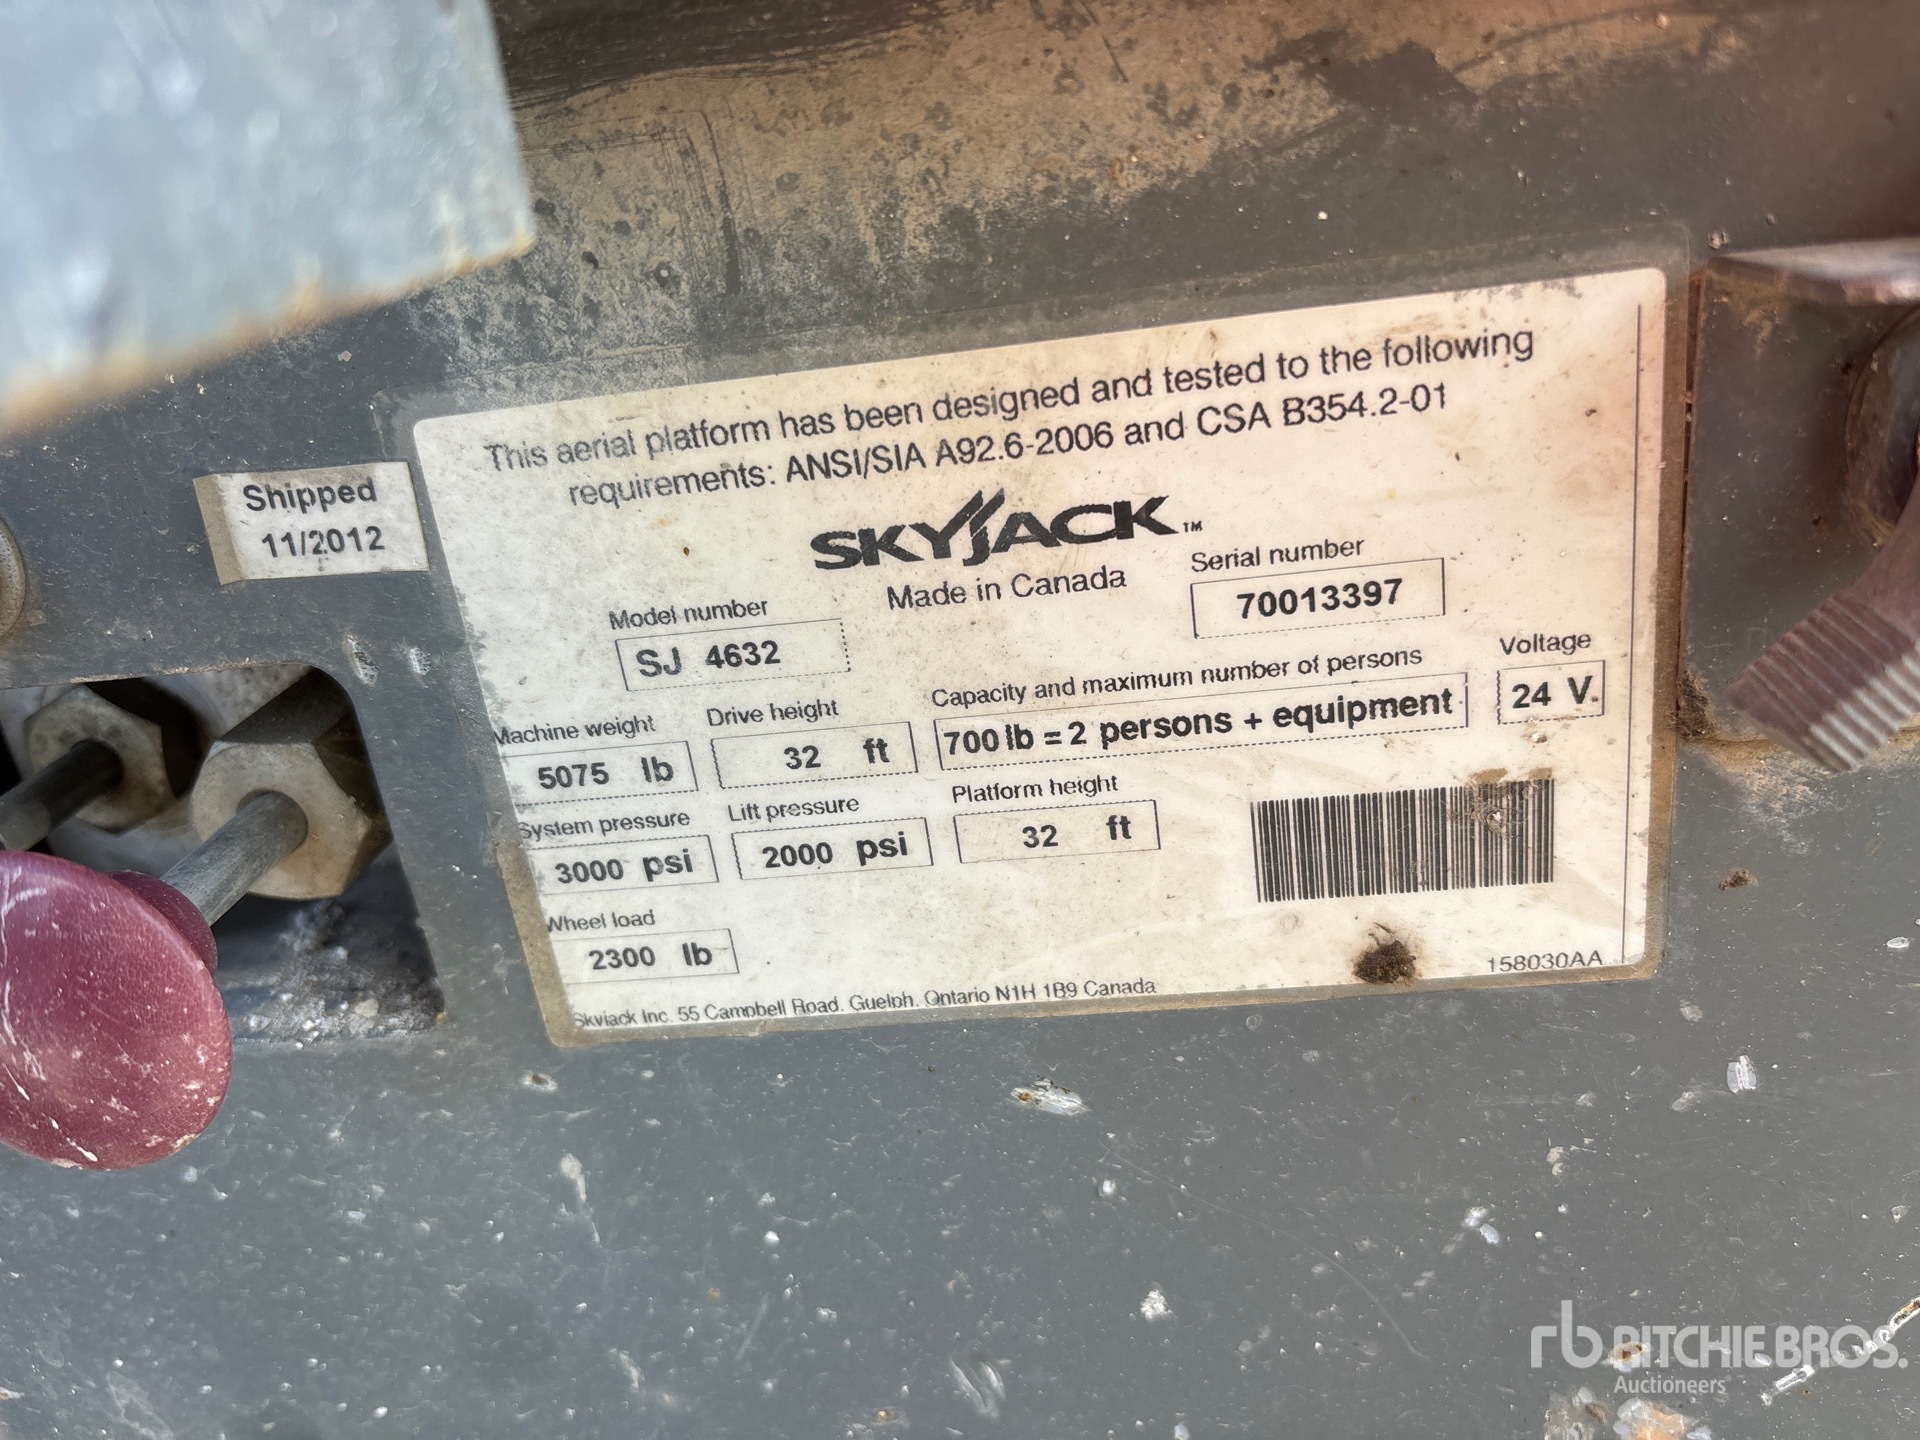 This aerial platform has been designed and tested to the following
requirements: ANSI/SIA A92.6-2006 and CSA B354.2-01
Shipped
11/2012
SKYJACK™
Made in Canada
Serial number
70013397
Model number
SJ 4632
Machine weight
5075 lb
Drive height
32 ft
Capacity and maximum number of persons
700 lb = 2 persons + equipment
Voltage
24 V.
System pressure
3000 psi
Lift pressure
2000 psi
Platform height
32 ft
Wheel load
2300 lb
158030AA
Skyjack Inc. 55 Campbell Road. Guelph. Ontario N1H 1B9 Canada
rb RITCHIE BROS.
Auctioneers